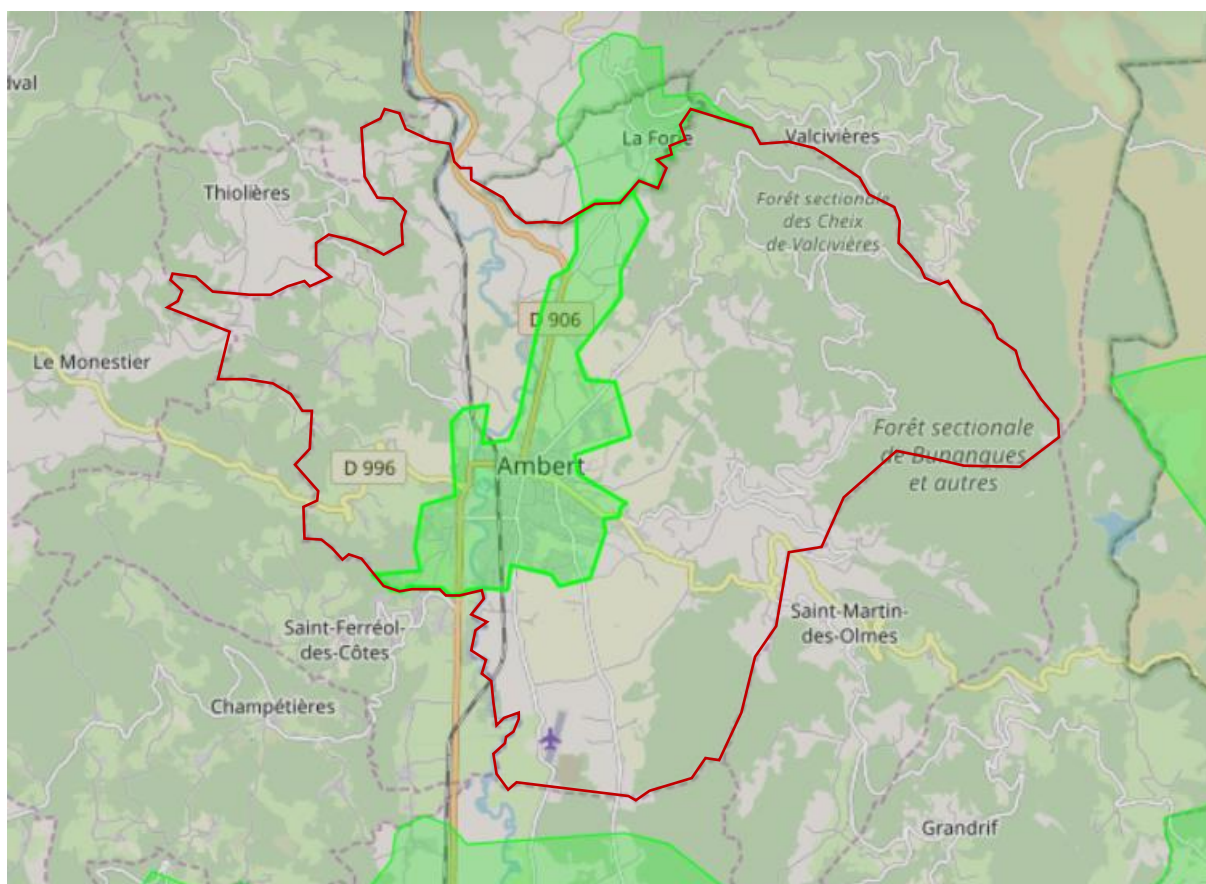 dval
La Forie
Valcivières
Thiolières
Forêt sectionale
des Cheix
de Valcivières
D 906
Le Monestier
Forêt sectionale
de Bunangues
et autres
D 996
Ambert
Saint-Martin-
des-Olmes
Saint-Ferréol-
des-Côtes
Champétières
Grandrif